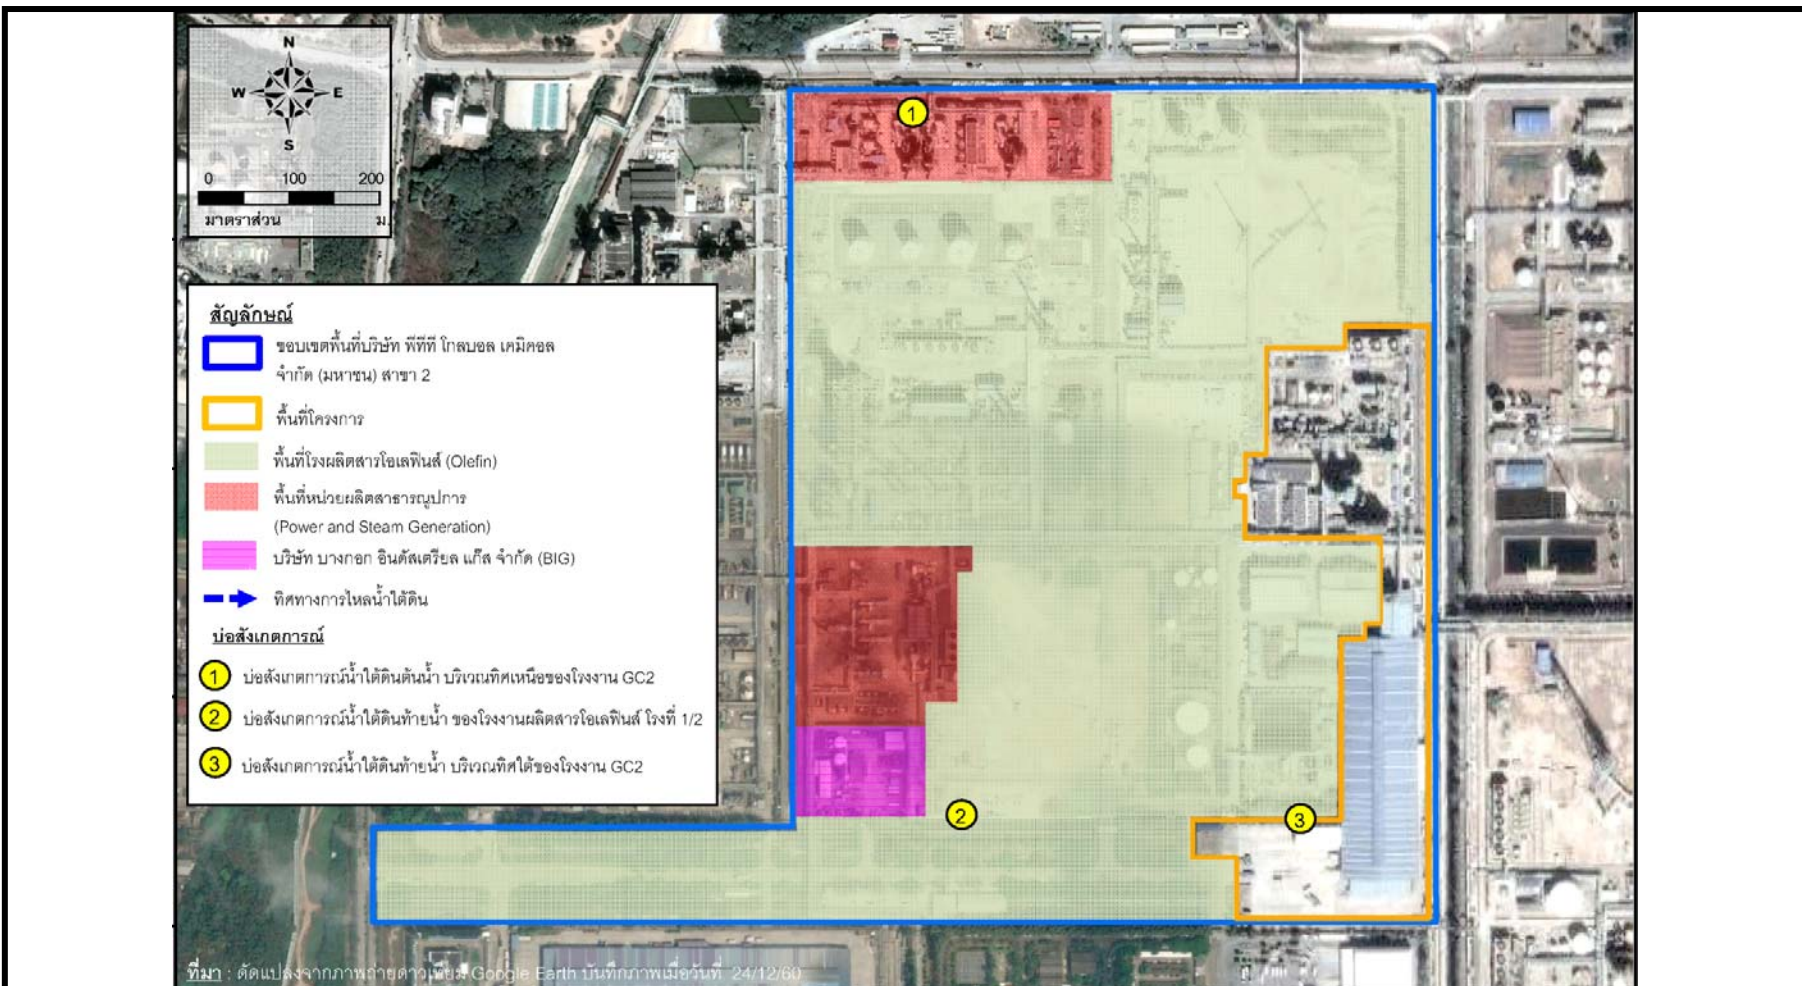 N
W E
S
0 100 200
มาตราส่วน ม.
สัญลักษณ์
ขอบเขตพื้นที่บริษัท พีทีที โกลบอล เคมิคอล
จำกัด (มหาชน) สาขา 2
พื้นที่โครงการ
พื้นที่โรงผลิตสารโอเลฟินส์ (Olefin)
พื้นที่หน่วยผลิตสาธารณูปการ
(Power and Steam Generation)
บริษัท บางกอก อินดัสเตรียล แก๊ส จำกัด (BIG)
ทิศทางการไหลน้ำใต้ดิน
บ่อสังเกตการณ์
1 บ่อสังเกตการณ์น้ำใต้ดินต้นน้ำ บริเวณทิศเหนือของโรงงาน GC2
2 บ่อสังเกตการณ์น้ำใต้ดินท้ายน้ำ ของโรงงานผลิตสารโอเลฟินส์ โรงที่ 1/2
3 บ่อสังเกตการณ์น้ำใต้ดินท้ายน้ำ บริเวณทิศใต้ของโรงงาน GC2
1
2
3
ที่มา : ดัดแปลงจากภาพถ่ายดาวเทียม Google Earth บันทึกภาพเมื่อวันที่ 24/12/60